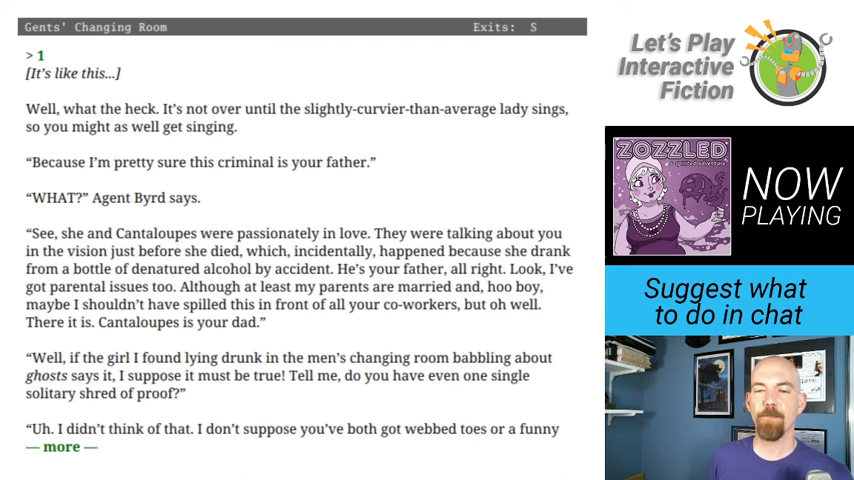 Gents' Changing Room Exits: S
> 1
[It's like this...]
Well, what the heck. It's not over until the slightly-curvier-than-average lady sings,
so you might as well get singing.
“Because I'm pretty sure this criminal is your father.”
“WHAT?” Agent Byrd says.
“See, she and Cantaloupes were passionately in love. They were talking about you
in the vision just before she died, which, incidentally, happened because she drank
from a bottle of denatured alcohol by accident. He's your father, all right. Look, I've
got parental issues too. Although at least my parents are married and, hoo boy,
maybe I shouldn't have spilled this in front of all your co-workers, but oh well.
There it is. Cantaloupes is your dad.”
“Well, if the girl I found lying drunk in the men's changing room babbling about
ghosts says it, I suppose it must be true! Tell me, do you have even one single
solitary shred of proof?”
“Uh. I didn't think of that. I don't suppose you've both got webbed toes or a funny
— more —
Let's Play
Interactive
Fiction
ZOZZLED
a spirited adventure
NOW
PLAYING
Suggest what
to do in chat